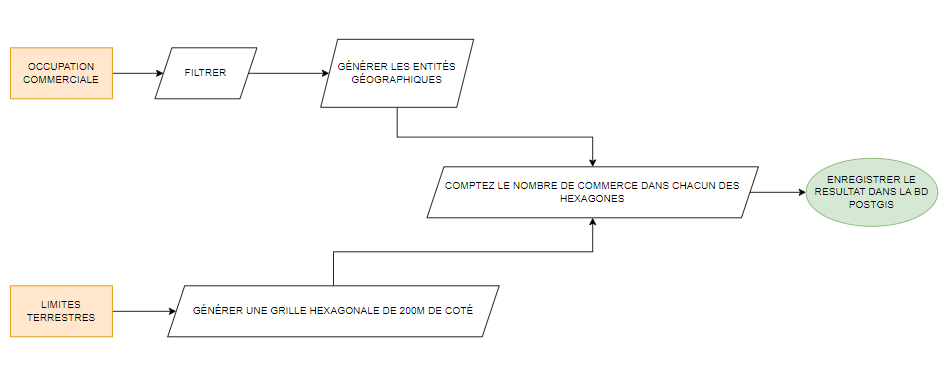 OCCUPATION
COMMERCIALE
FILTRER
GÉNÉRER LES ENTITÉS
GÉOGRAPHIQUES
COMPTEZ LE NOMBRE DE COMMERCE DANS CHACUN DES
HEXAGONES
ENREGISTRER LE
RESULTAT DANS LA BD
POSTGIS
LIMITES
TERRESTRES
GÉNÉRER UNE GRILLE HEXAGONALE DE 200M DE COTÉ